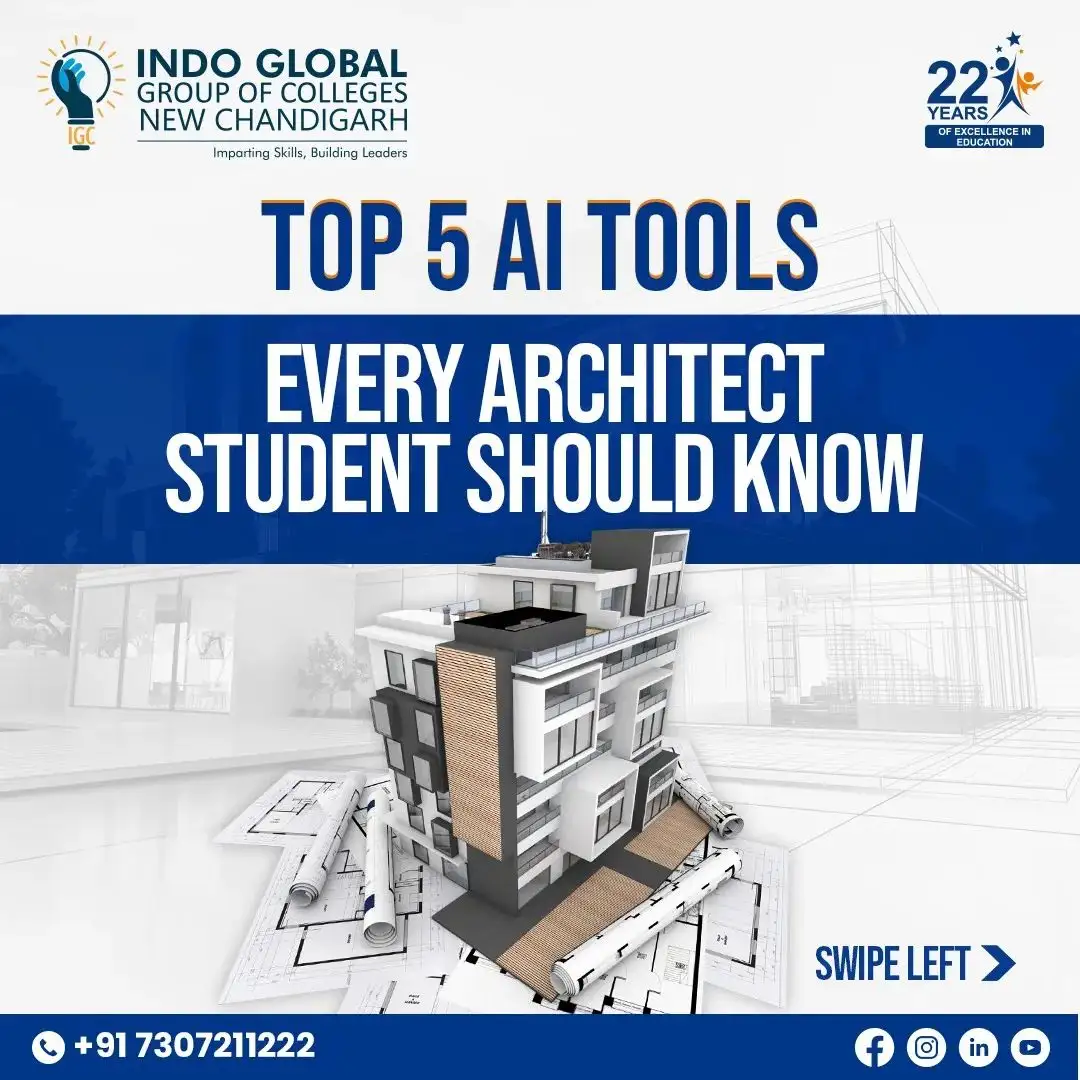 INDO GLOBAL
GROUP OF COLLEGES
NEW CHANDIGARH
Imparting Skills, Building Leaders
IGC
22
YEARS
OF EXCELLENCE IN
EDUCATION
TOP 5 AI TOOLS
EVERY ARCHITECT
STUDENT SHOULD KNOW
SWIPE LEFT
+91 7307211222